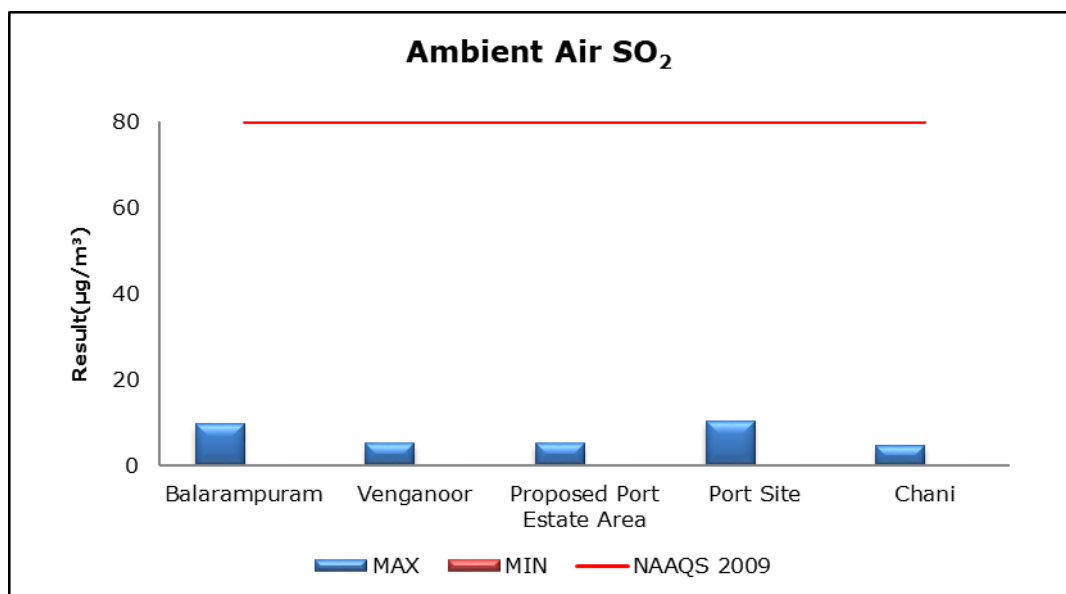 Ambient Air SO₂
Result(µg/m³)
80
60
40
20
0
Balarampuram
Venganoor
Proposed Port
Estate Area
Port Site
Chani
MAX
MIN
NAAQS 2009